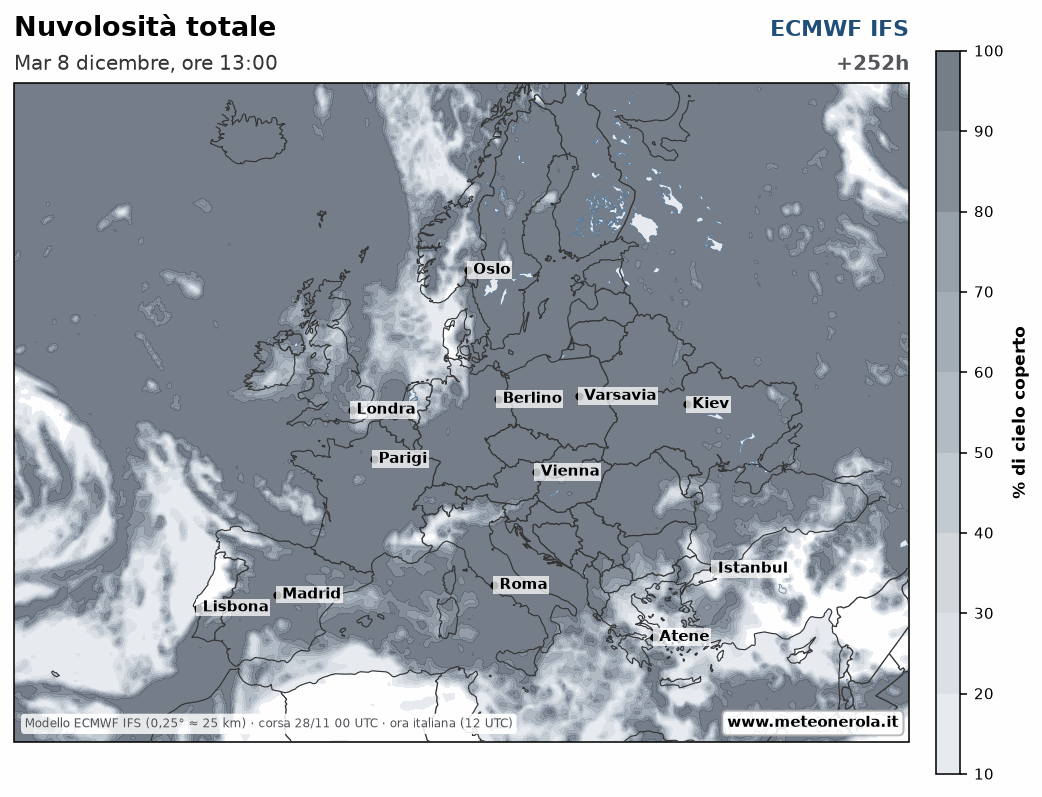 Nuvolosità totale
ECMWF IFS
Mar 8 dicembre, ore 13:00
+252h
100
90
80
70
60
50
40
30
20
10
% di cielo coperto
Oslo
Londra
Berlino
Varsavia
Kiev
Parigi
Vienna
Istanbul
Roma
Madrid
Lisbona
Atene
Modello ECMWF IFS (0,25° ≈ 25 km) · corsa 28/11 00 UTC · ora italiana (12 UTC)
www.meteonerola.it